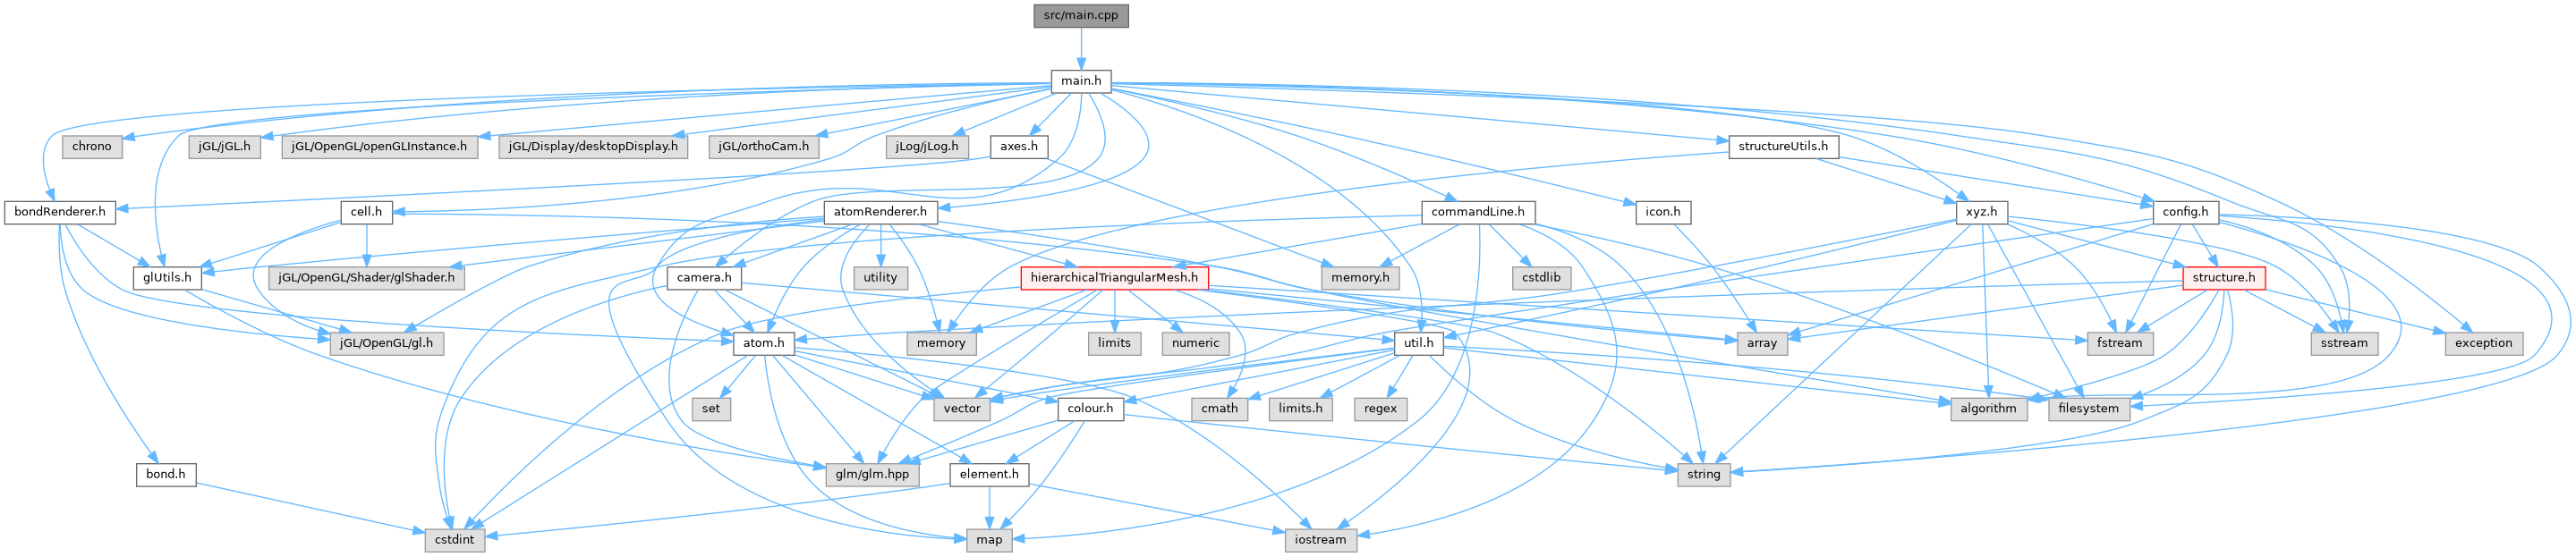 src/main.cpp
main.h
chrono
jGL/jGL.h
jGL/OpenGL/openGLInstance.h
jGL/Display/desktopDisplay.h
jGL/orthoCam.h
jLog/jLog.h
axes.h
structureUtils.h
bondRenderer.h
cell.h
atomRenderer.h
commandLine.h
icon.h
xyz.h
config.h
glUtils.h
jGL/OpenGL/Shader/glShader.h
utility
camera.h
hierarchicalTriangularMesh.h
memory.h
cstdlib
structure.h
jGL/OpenGL/gl.h
atom.h
memory
limits
numeric
util.h
array
fstream
sstream
exception
set
vector
colour.h
cmath
limits.h
regex
algorithm
filesystem
bond.h
glm/glm.hpp
element.h
string
cstdint
map
iostream